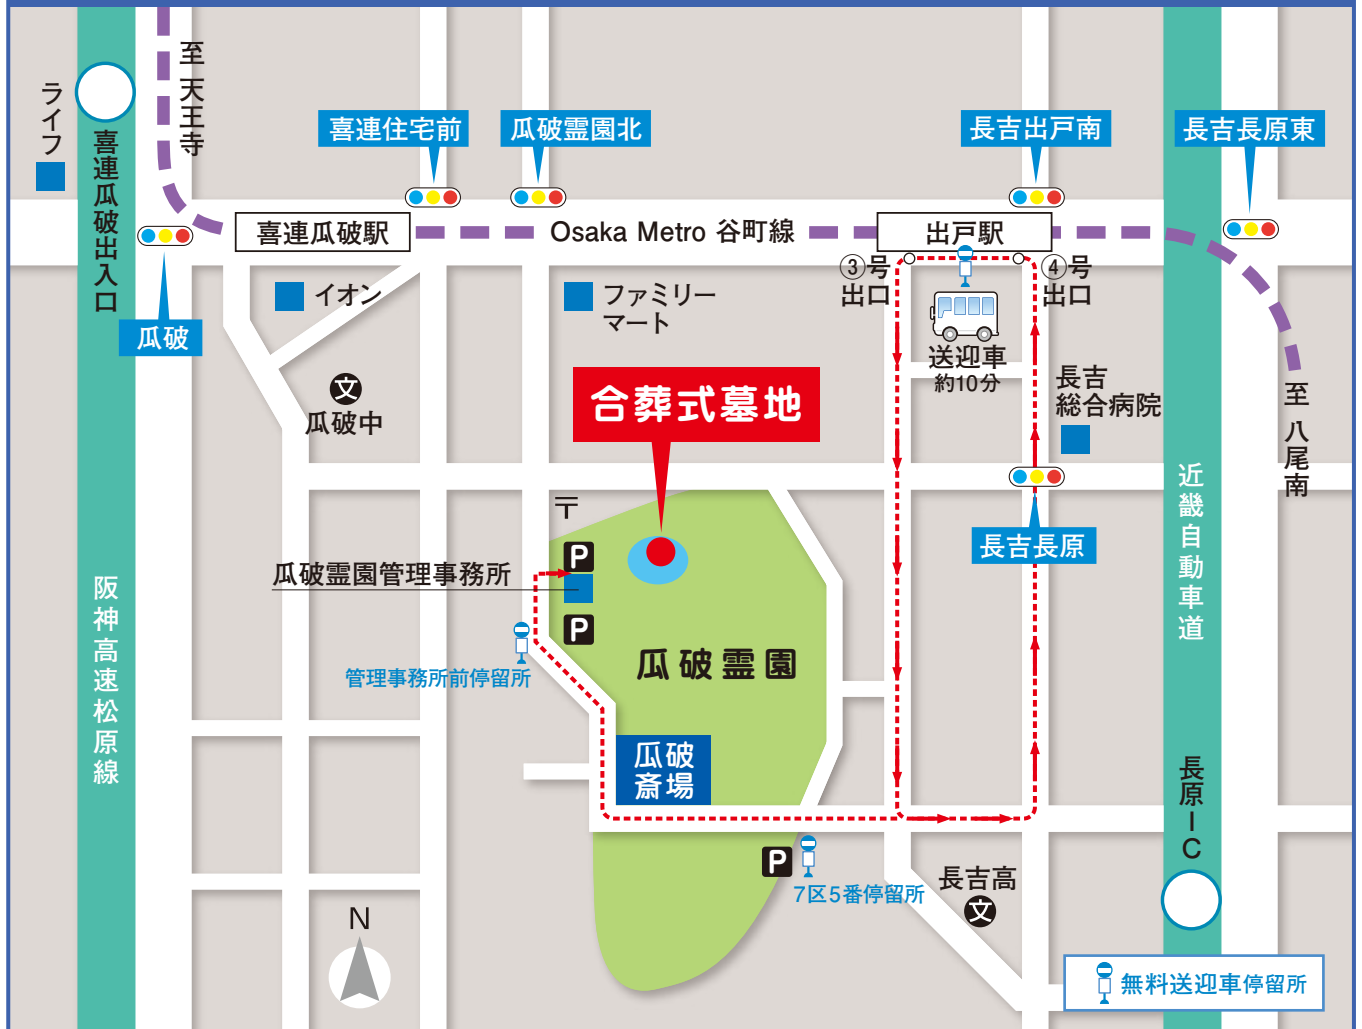 至 天王寺
ライフ
喜連瓜破出入口
喜連住宅前
瓜破霊園北
長吉出戸南
長吉長原東
喜連瓜破駅
Osaka Metro 谷町線
出戸駅
③号
出口
④号
出口
瓜破
イオン
ファミリー
マート
送迎車
約10分
文
瓜破中
合葬式墓地
長吉
総合病院
至 八尾南
近畿自動車道
〒
P
瓜破霊園管理事務所
長吉長原
阪神高速松原線
P
管理事務所前停留所
瓜破霊園
瓜破
斎場
長原IC
P
7区5番停留所
長吉高
文
N
無料送迎車停留所